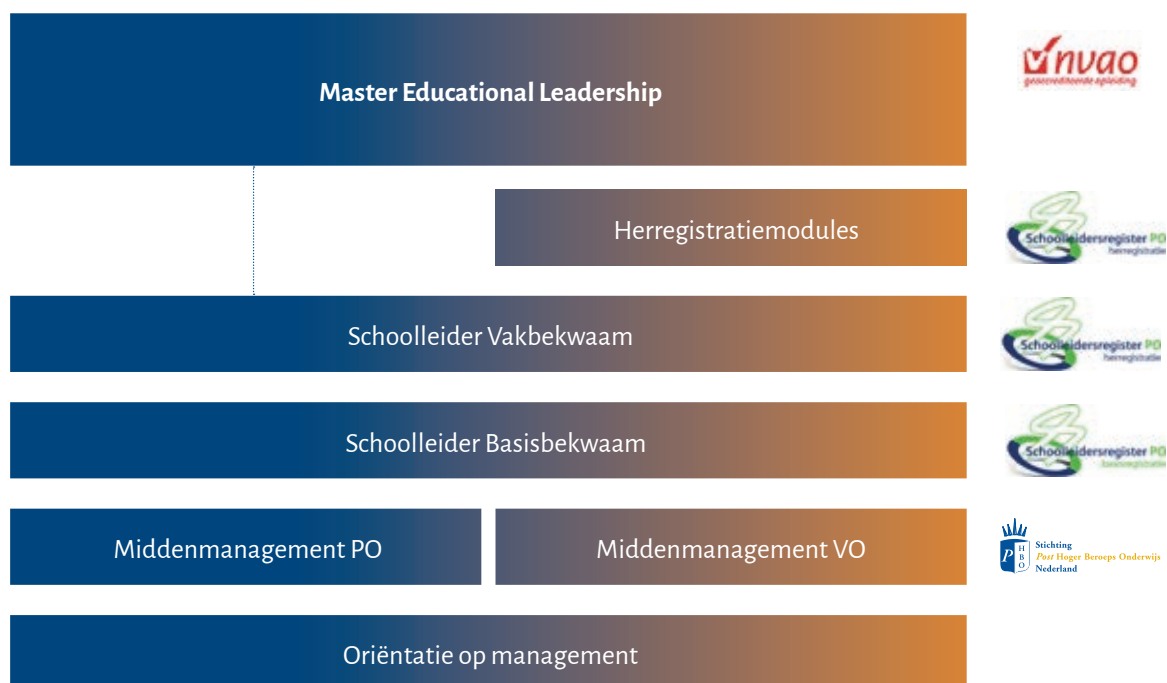 Master Educational Leadership
nvao
geaccrediteerde opleiding
Herregistratiemodules
Schoolleidersregister PO
herregistratie
Schoolleider Vakbekwaam
Schoolleidersregister PO
herregistratie
Schoolleider Basisbekwaam
Schoolleidersregister PO
basisregistratie
Middenmanagement PO
Middenmanagement VO
P
H
B
O
Stichting
Post Hoger Beroeps Onderwijs
Nederland
Oriëntatie op management